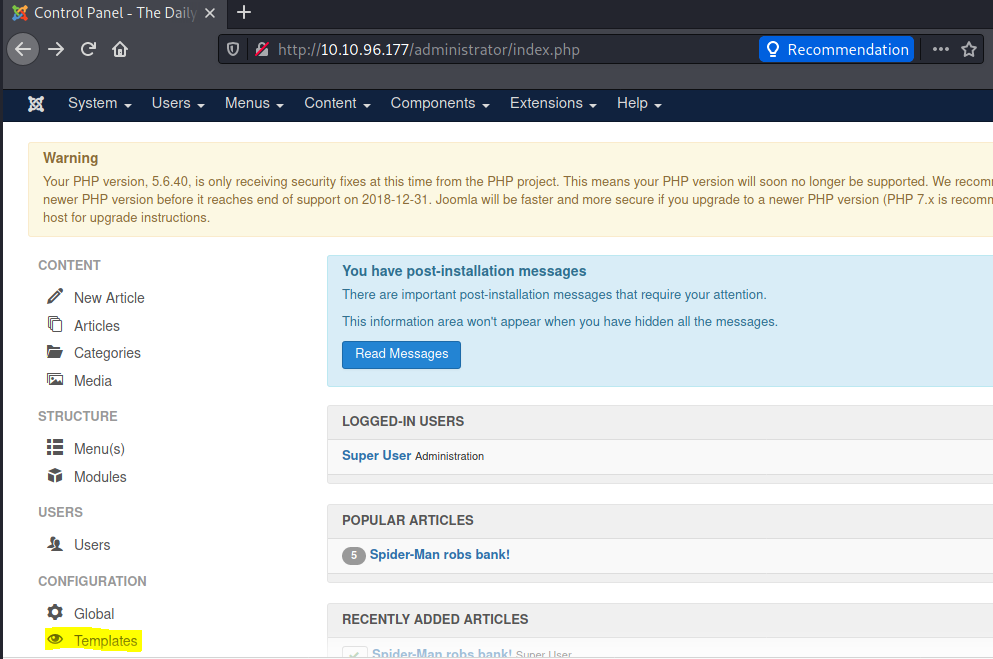 Control Panel - The Daily
http://10.10.96.177/administrator/index.php
Recommendation
System Users Menus Content Components Extensions Help
Warning
Your PHP version, 5.6.40, is only receiving security fixes at this time from the PHP project. This means your PHP version will soon no longer be supported. We
newer PHP version before it reaches end of support on 2018-12-31. Joomla will be faster and more secure if you upgrade to a newer PHP version (PHP 7.x is
host for upgrade instructions.
CONTENT
New Article
Articles
Categories
Media
STRUCTURE
Menu(s)
Modules
USERS
Users
CONFIGURATION
Global
Templates
You have post-installation messages
There are important post-installation messages that require your attention.
This information area won't appear when you have hidden all the messages.
Read Messages
LOGGED-IN USERS
Super User Administration
POPULAR ARTICLES
5 Spider-Man robs bank!
RECENTLY ADDED ARTICLES
Spider-Man robs bank! Super User